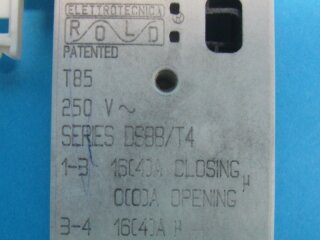 ELETTROTECNICA
ROLD
PATENTED
T85
250 V~
SERIES DS88/T4
1-3 16(4)A CLOSING
0(0)A OPENING μ
3-4 16(4)A